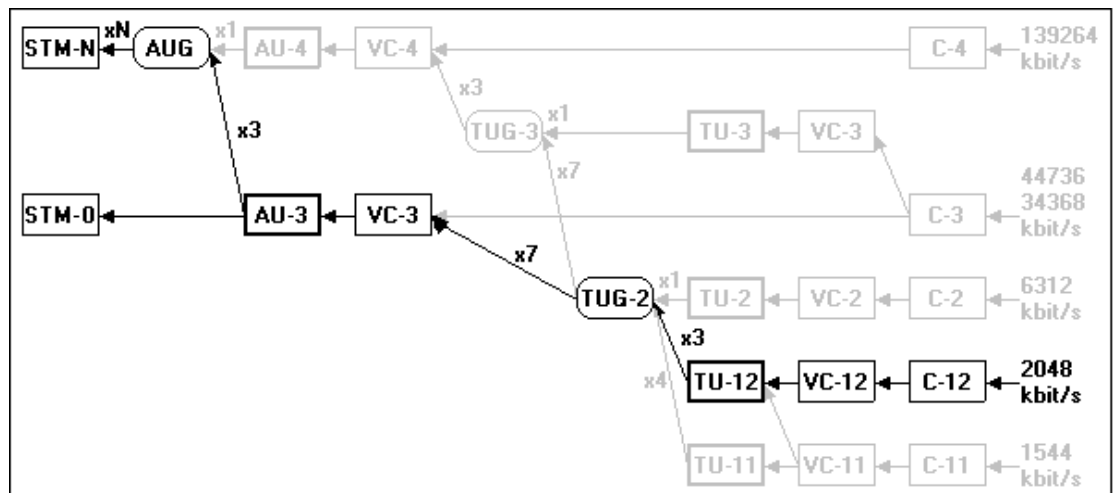 STM-N xN AUG x1 AU-4 VC-4 C-4 139264
kbit/s
x3
TUG-3 x1 TU-3 VC-3
x3
x7
44736
STM-0 AU-3 VC-3 C-3 34368
kbit/s
x7
TUG-2 x1 TU-2 VC-2 C-2 6312
kbit/s
x3
x4 TU-12 VC-12 C-12 2048
kbit/s
TU-11 VC-11 C-11 1544
kbit/s